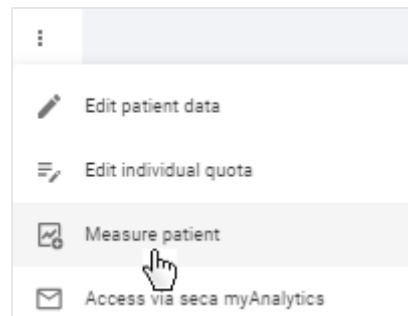 Edit patient data
Edit individual quota
Measure patient
Access via seca myAnalytics